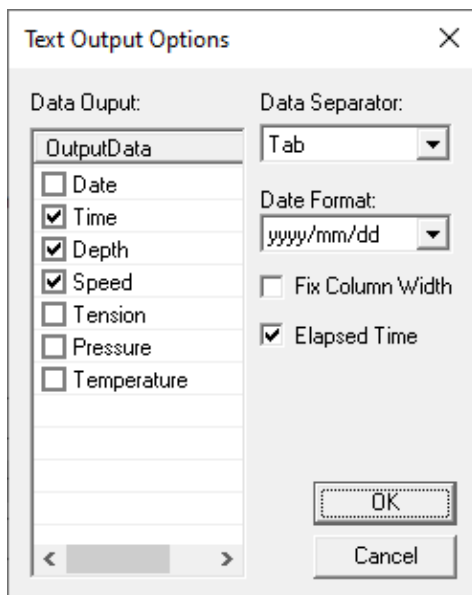 Text Output Options
Data Ouput:
OutputData
Date
Time
Depth
Speed
Tension
Pressure
Temperature
Data Separator:
Tab
Date Format:
yyyy/mm/dd
Fix Column Width
Elapsed Time
OK
Cancel